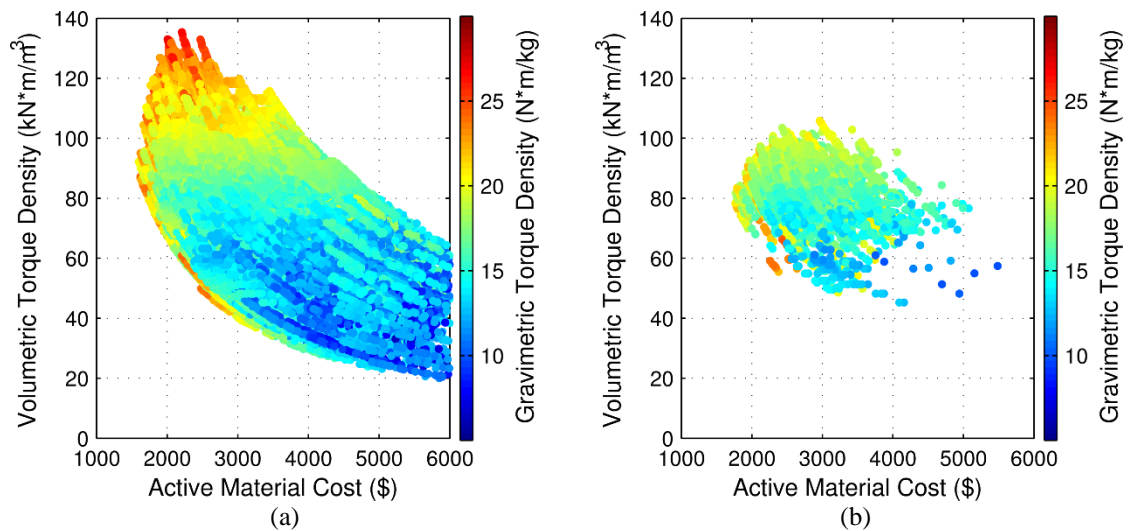 Volumetric Torque Density (kN*m/m³)
140
120
100
80
60
40
20
0
1000 2000 3000 4000 5000 6000
Active Material Cost ($)
25
20
15
10
Gravimetric Torque Density (N*m/kg)
(a)
Volumetric Torque Density (kN*m/m³)
140
120
100
80
60
40
20
0
1000 2000 3000 4000 5000 6000
Active Material Cost ($)
25
20
15
10
Gravimetric Torque Density (N*m/kg)
(b)